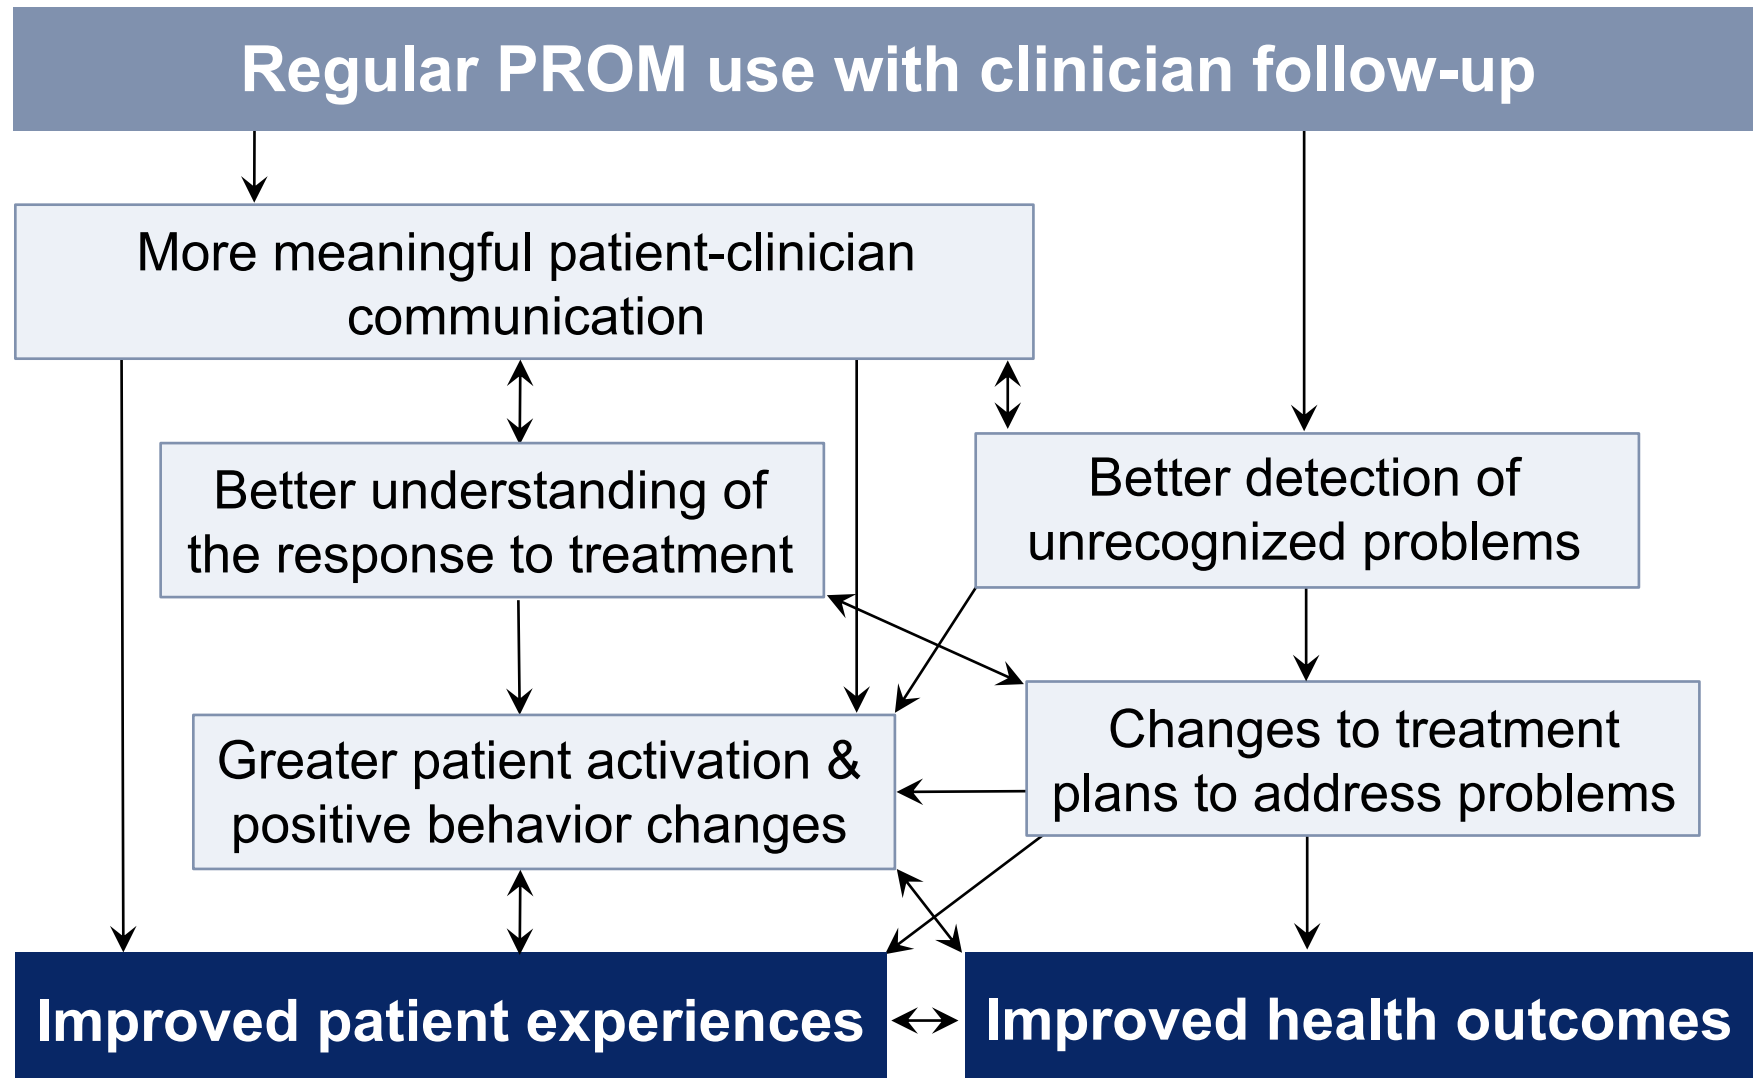 Regular PROM use with clinician follow-up
More meaningful patient-clinician
communication
Better understanding of
the response to treatment
Better detection of
unrecognized problems
Greater patient activation &
positive behavior changes
Changes to treatment
plans to address problems
Improved patient experiences
Improved health outcomes